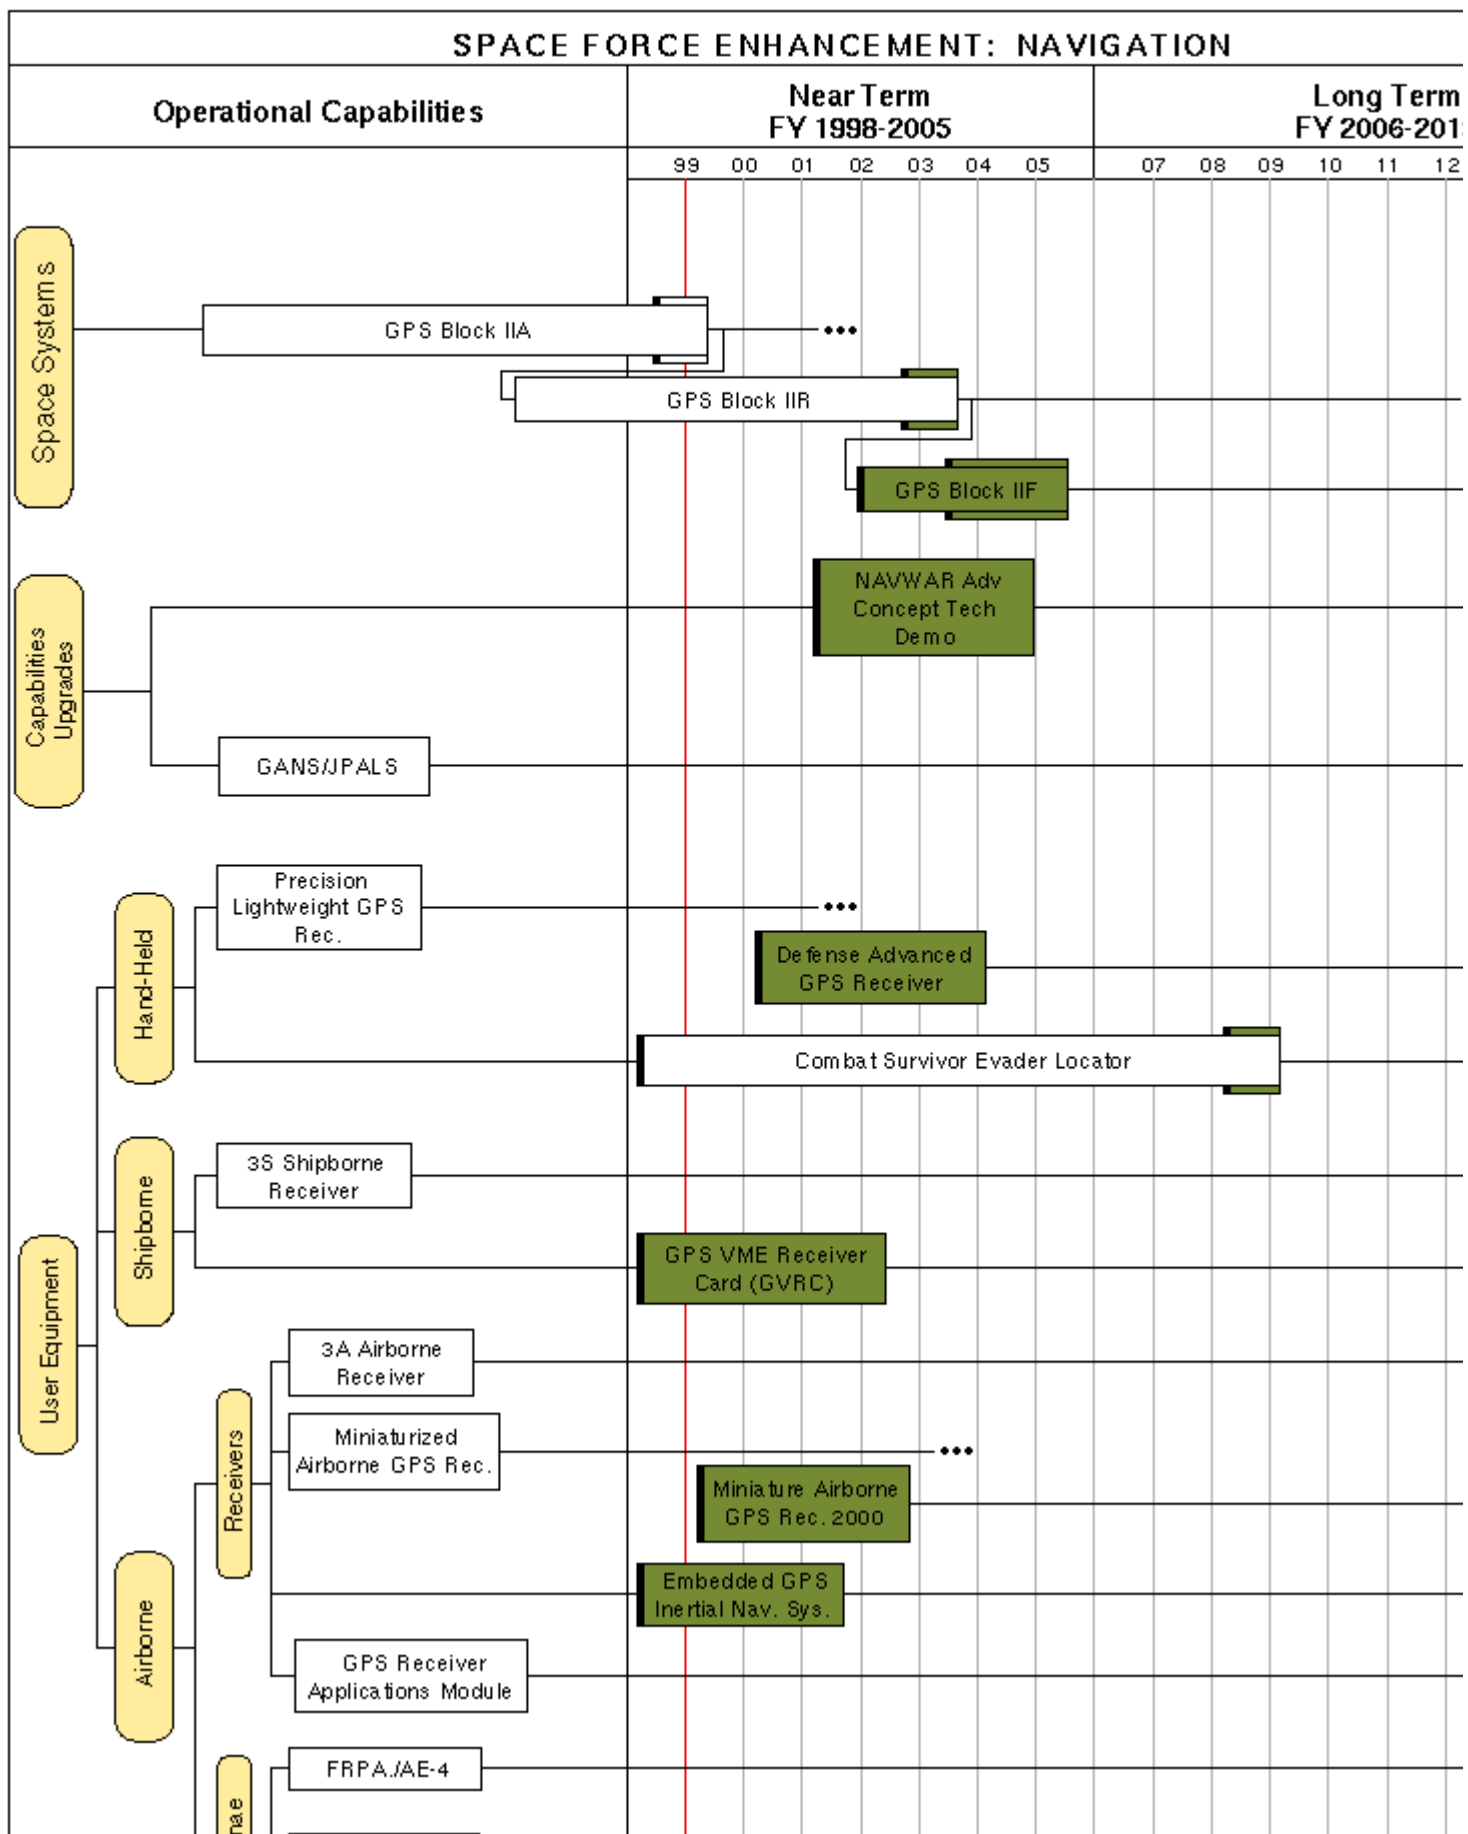 SPACE FORCE ENHANCEMENT: NAVIGATION
Operational Capabilities
Near Term
FY 1998-2005
Long Term
FY 2006-201
99 00 01 02 03 04 05 07 08 09 10 11 12
Space Systems
GPS Block IIA
•••
GPS Block IIR
GPS Block IIF
Capabilities
Upgrades
NAVWAR Adv
Concept Tech
Demo
GANS/JPALS
User Equipment
Hand-Held
Precision
Lightweight GPS
Rec.
•••
Defense Advanced
GPS Receiver
Combat Survivor Evader Locator
Shipborne
3S Shipborne
Receiver
GPS VME Receiver
Card (GVRC)
Airborne
Receivers
3A Airborne
Receiver
Miniaturized
Airborne GPS Rec.
•••
Miniature Airborne
GPS Rec. 2000
Embedded GPS
Inertial Nav. Sys.
GPS Receiver
Applications Module
nae
FRPA./AE-4